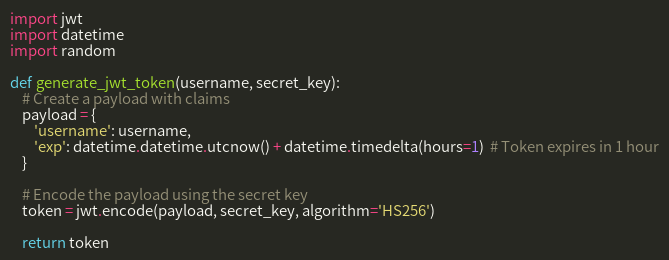 import jwt
import datetime
import random
def generate_jwt_token(username, secret_key):
# Create a payload with claims
payload = {
'username': username,
'exp': datetime.datetime.utcnow() + datetime.timedelta(hours=1) # Token expires in 1 hour
}
# Encode the payload using the secret key
token = jwt.encode(payload, secret_key, algorithm='HS256')
return token